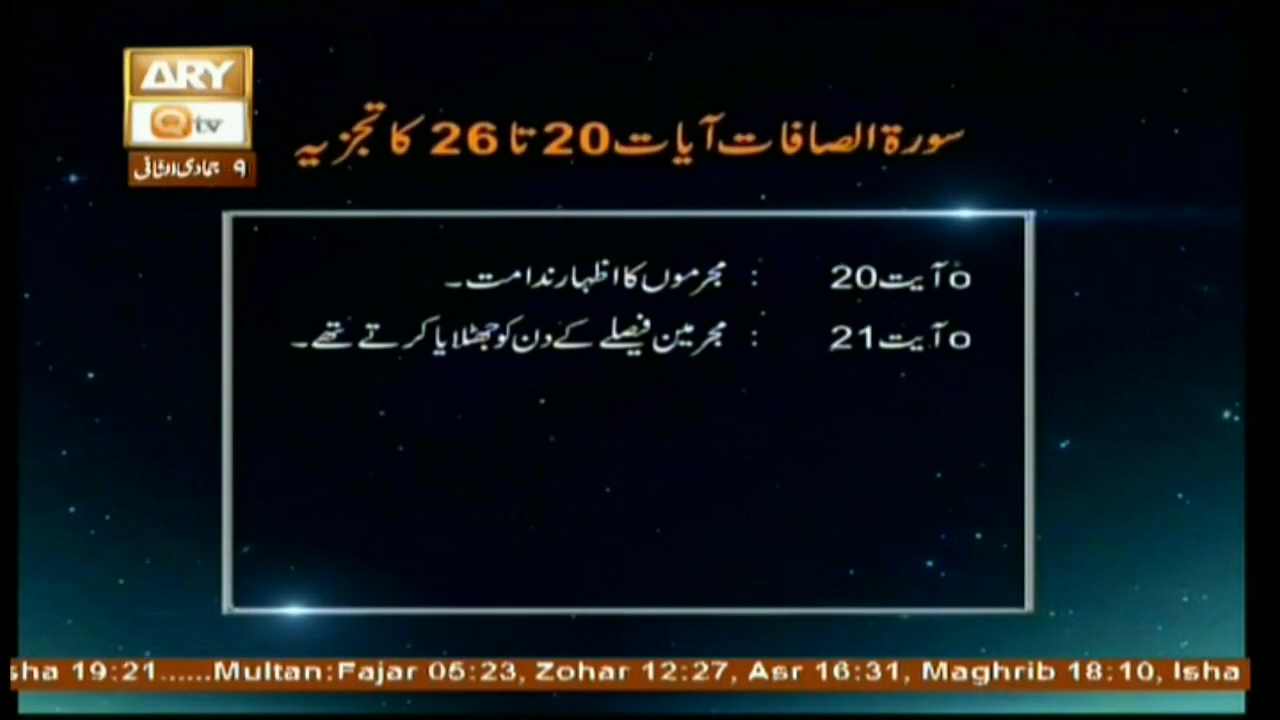 ARY
Qtv
۹ جمادی الثانی
سورۃ الصافات آیات 20 تا 26 کا تجزیہ
o آیت 20 : مجرموں کا اظہار ندامت۔
o آیت 21 : مجرمین فیصلے کے دن کو جھٹلایا کرتے تھے۔
sha 19:21......Multan:Fajar 05:23, Zohar 12:27, Asr 16:31, Maghrib 18:10, Isha